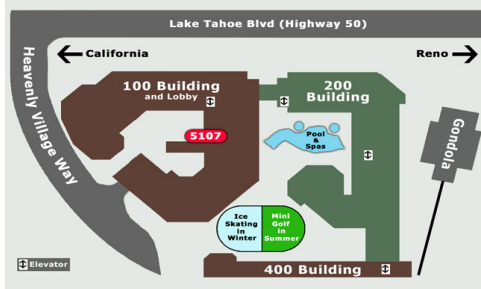 Lake Tahoe Blvd (Highway 50)
California
Reno
Heavenly Village Way
100 Building
and Lobby
200
Building
5107
Pool
&
Spas
Gondola
Ice
Skating
in
Winter
Mini
Golf
in
Summer
Elevator
400 Building